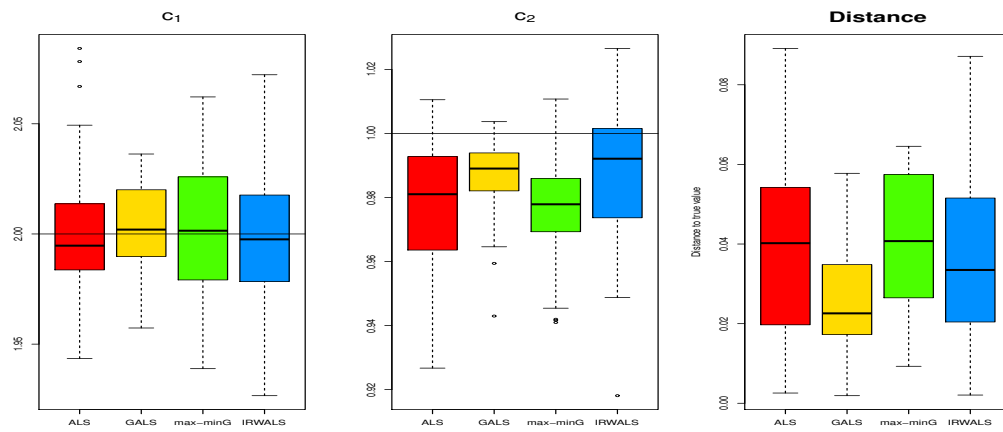 c1
2.05
2.00
1.95
ALS GALS max−minG IRWALS
c2
1.02
1.00
0.98
0.96
0.94
0.92
ALS GALS max−minG IRWALS
Distance
Distance to true value
0.08
0.06
0.04
0.02
0.00
ALS GALS max−minG IRWALS